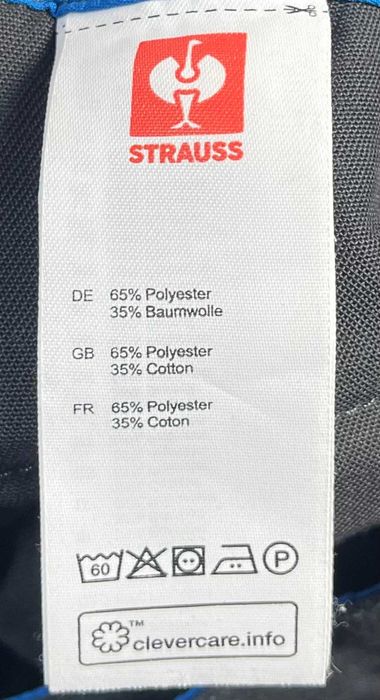 STRAUSS
DE 65% Polyester
35% Baumwolle
GB 65% Polyester
35% Cotton
FR 65% Polyester
35% Coton
60 P
™
clevercare.info